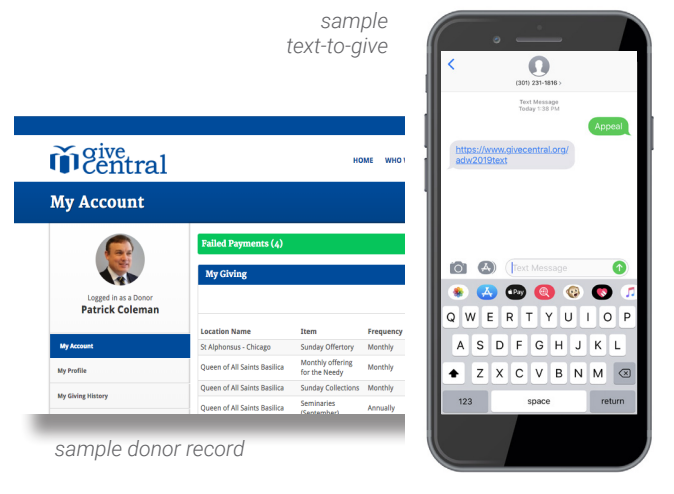 sample
text-to-give
give
central
HOME WHO
My Account
Failed Payments (4)
My Giving
Logged in as a Donor
Patrick Coleman
Location Name Item Frequency
St Alphonsus - Chicago Sunday Offertory Monthly
Queen of All Saints Basilica Monthly offering for the Needy Monthly
Queen of All Saints Basilica Sunday Collections Monthly
Queen of All Saints Basilica Seminaries (September) Annually
My Account
My Profile
My Giving History
sample donor record
(301) 231-1816 >
Text Message
Today 1:38 PM
Appeal
https://www.givecentral.org/
adw2019text
Text Message
Pay
Q W E R T Y U I O P
A S D F G H J K L
Z X C V B N M
123 space return